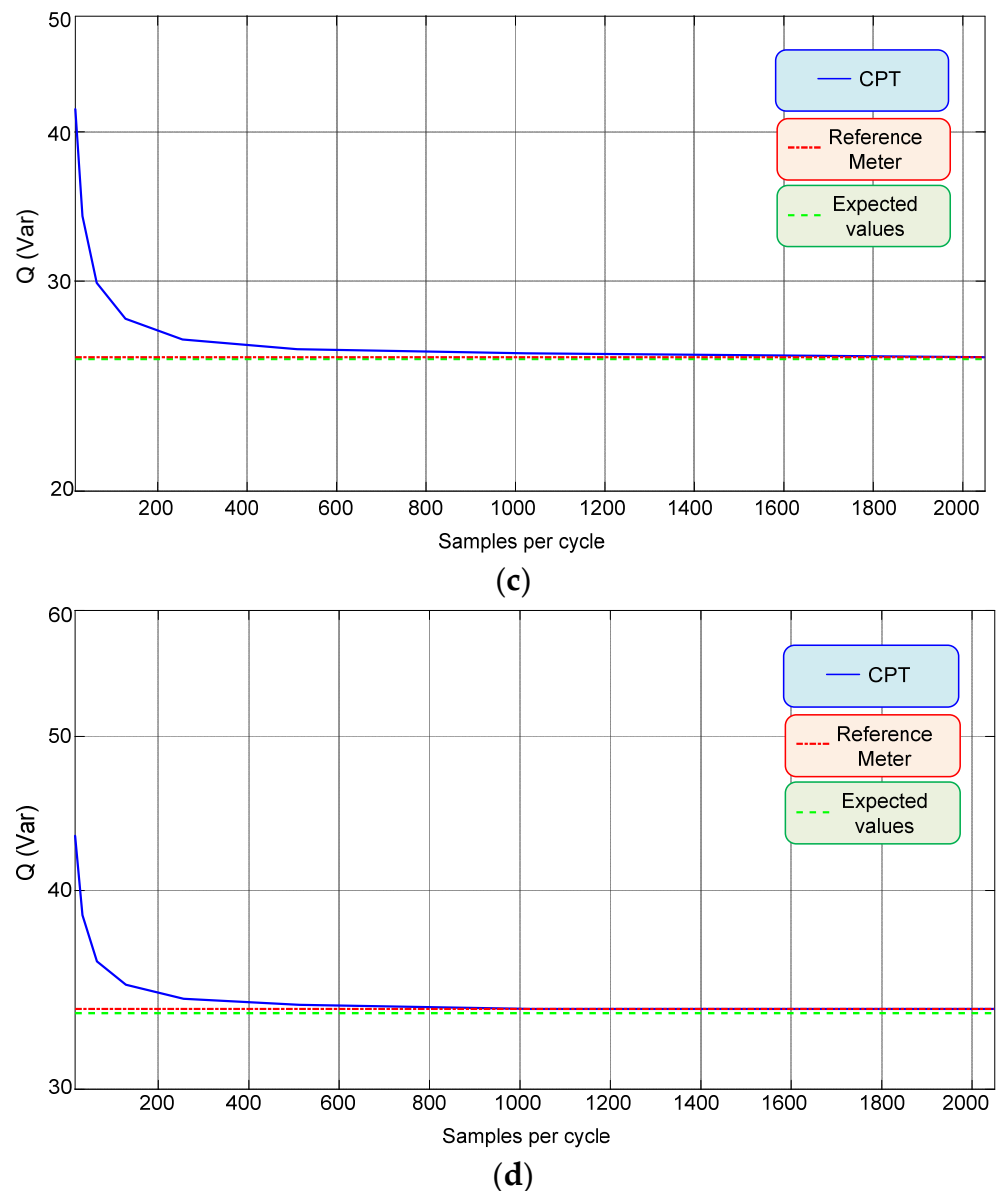 50
CPT
40
Reference
Meter
Expected
values
Q (Var)
30
20
200 400 600 800 1000 1200 1400 1600 1800 2000
Samples per cycle
(c)
60
CPT
50
Reference
Meter
Expected
values
Q (Var)
40
30
200 400 600 800 1000 1200 1400 1600 1800 2000
Samples per cycle
(d)